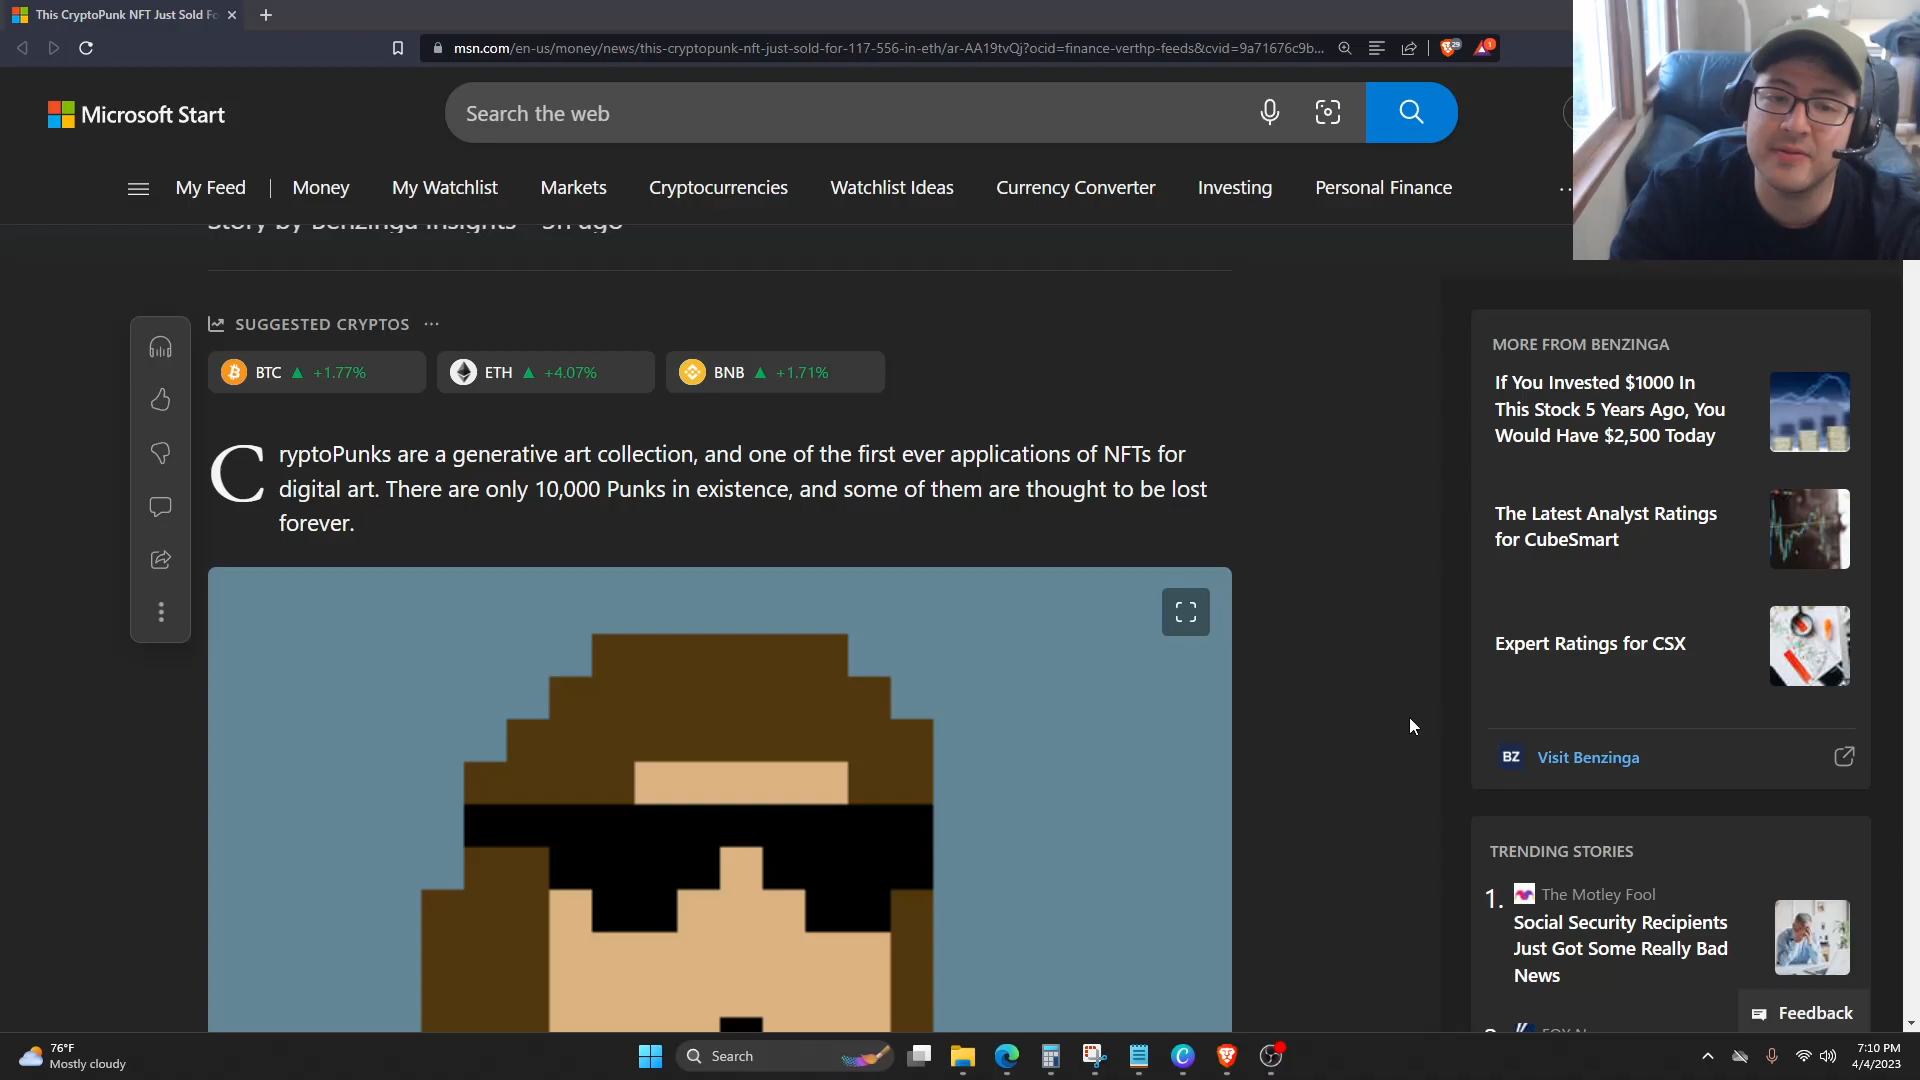 This CryptoPunk NFT Just Sold Fo
msn.com/en-us/money/news/this-cryptopunk-nft-just-sold-for-117-556-in-eth/ar-AA19tvQj?ocid=finance-verthp-feeds&cvid=9a71676c9b...
Microsoft Start
Search the web
My Feed | Money My Watchlist Markets Cryptocurrencies Watchlist Ideas Currency Converter Investing Personal Finance
SUGGESTED CRYPTOS ...
BTC ▲ +1.77%
ETH ▲ +4.07%
BNB ▲ +1.71%
CryptoPunks are a generative art collection, and one of the first ever applications of NFTs for
digital art. There are only 10,000 Punks in existence, and some of them are thought to be lost
forever.
MORE FROM BENZINGA
If You Invested $1000 In
This Stock 5 Years Ago, You
Would Have $2,500 Today
The Latest Analyst Ratings
for CubeSmart
Expert Ratings for CSX
BZ Visit Benzinga
TRENDING STORIES
1. The Motley Fool
Social Security Recipients
Just Got Some Really Bad
News
Feedback
76°F
Mostly cloudy
Search
7:10 PM
4/4/2023